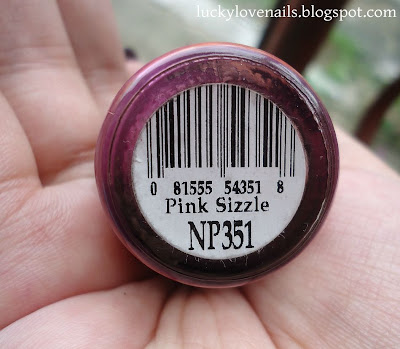 luckylovenails.blogspot.com
0 81555 54351 8
Pink Sizzle
NP351